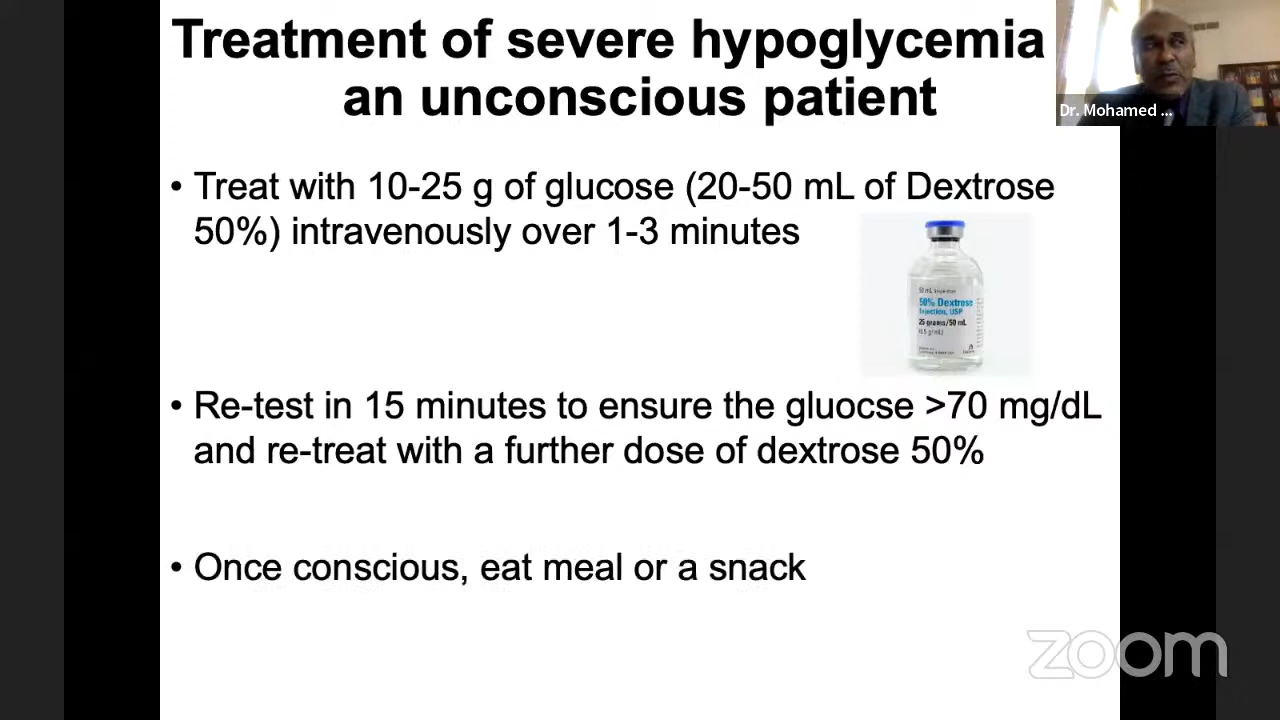 Treatment of severe hypoglycemia
an unconscious patient
Dr. Mohamed ...
• Treat with 10-25 g of glucose (20-50 mL of Dextrose
50%) intravenously over 1-3 minutes
50% Dextrose
Injection, USP
25 grams/50 mL
• Re-test in 15 minutes to ensure the gluocse >70 mg/dL
and re-treat with a further dose of dextrose 50%
• Once conscious, eat meal or a snack
zoom